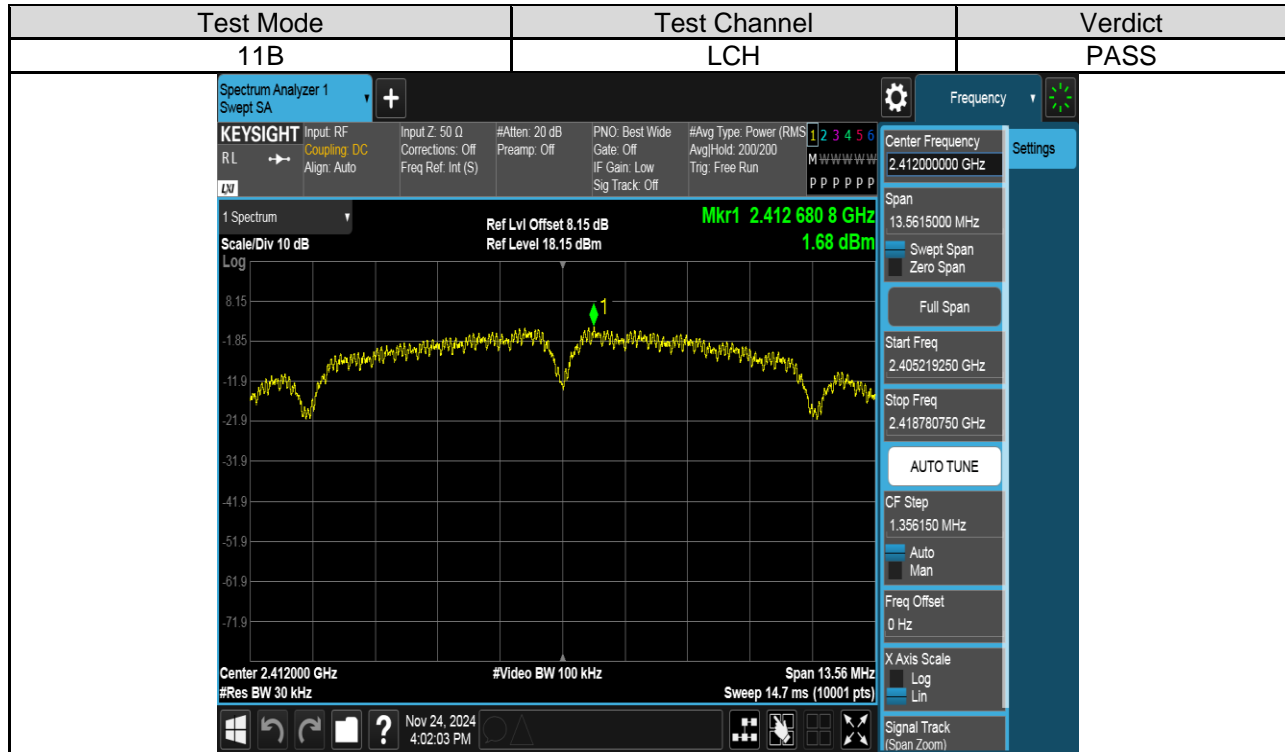 Test Mode Test Channel Verdict
11B LCH PASS
Spectrum Analyzer 1
Swept SA
+
Frequency
KEYSIGHT
RL
LXI
Input: RF
Coupling: DC
Align: Auto
Input Z: 50 Ω
Corrections: Off
Freq Ref: Int (S)
#Atten: 20 dB
Preamp: Off
PNO: Best Wide
Gate: Off
IF Gain: Low
Sig Track: Off
#Avg Type: Power (RMS
Avg|Hold: 200/200
Trig: Free Run
1 2 3 4 5 6
M W W W W W
P P P P P P
Center Frequency
2.412000000 GHz
Settings
Span
13.5615000 MHz
Swept Span
Zero Span
Full Span
Start Freq
2.405219250 GHz
Stop Freq
2.418780750 GHz
AUTO TUNE
CF Step
1.356150 MHz
Auto
Man
Freq Offset
0 Hz
X Axis Scale
Log
Lin
Signal Track
(Span Zoom)
1 Spectrum
Scale/Div 10 dB
Ref Lvl Offset 8.15 dB
Ref Level 18.15 dBm
Mkr1 2.412 680 8 GHz
1.68 dBm
Log
1
8.15
-1.85
-11.9
-21.9
-31.9
-41.9
-51.9
-61.9
-71.9
Center 2.412000 GHz #Video BW 100 kHz Span 13.56 MHz
#Res BW 30 kHz Sweep 14.7 ms (10001 pts)
?
Nov 24, 2024
4:02:03 PM